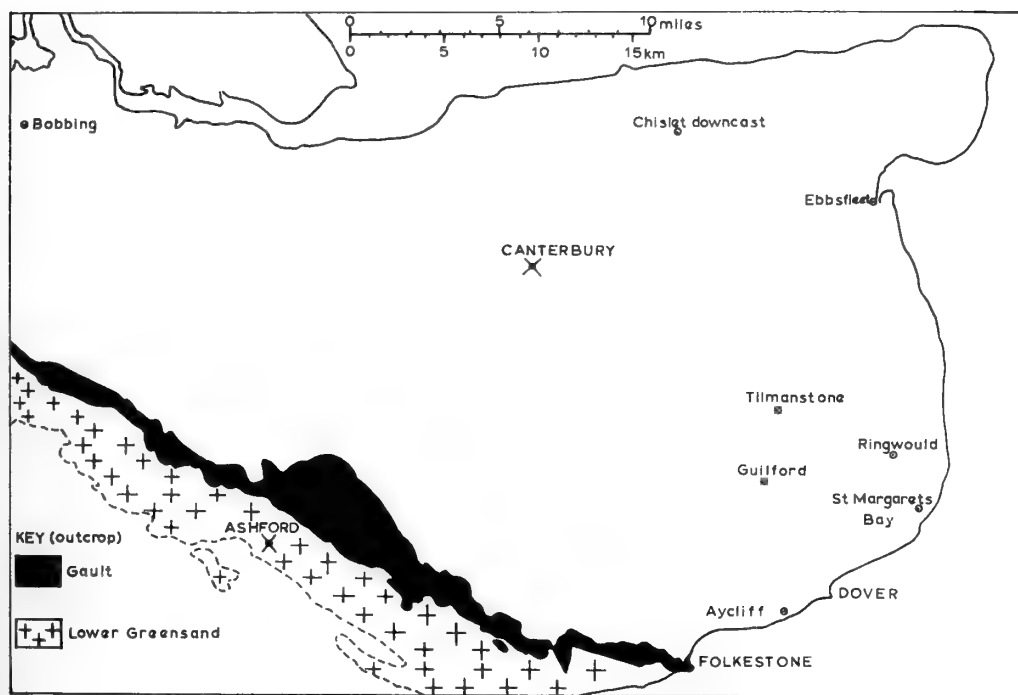 0 5 10 miles
0 5 10 15 km
Bobbing
Chislet downcast
Ebbsfleet
CANTERBURY
Tilmanstone
Ringwould
Guilford
St Margarets
Bay
ASHFORD
KEY (outcrop)
Gault
Aycliff
DOVER
Lower Greensand
FOLKESTONE